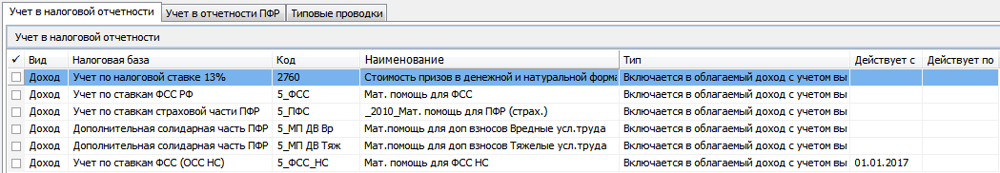 Учет в налоговой отчетности Учет в отчетности ПФР Типовые проводки
Учет в налоговой отчетности
✓ Вид Налоговая база Код Наименование Тип Действует с Действует по
Доход Учет по налоговой ставке 13% 2760 Стоимость призов в денежной и натуральной форма Включается в облагаемый доход с учетом вы
Доход Учет по ставкам ФСС РФ 5_ФСС Мат. помощь для ФСС Включается в облагаемый доход с учетом вы
Доход Учет по ставкам страховой части ПФР 5_ПФС _2010_Мат. помощь для ПФР (страх.) Включается в облагаемый доход с учетом вы
Доход Дополнительная солидарная часть ПФР 5_МП ДВ Вр Мат.помощь для доп взносов Вредные усл.труда Включается в облагаемый доход с учетом вы
Доход Дополнительная солидарная часть ПФР 5_МП ДВ Тяж Мат.помощь для доп взносов Тяжелые усл.труда Включается в облагаемый доход с учетом вы
Доход Учет по ставкам ФСС (ОСС НС) 5_ФСС_НС Мат. помощь для ФСС НС Включается в облагаемый доход с учетом вы 01.01.2017